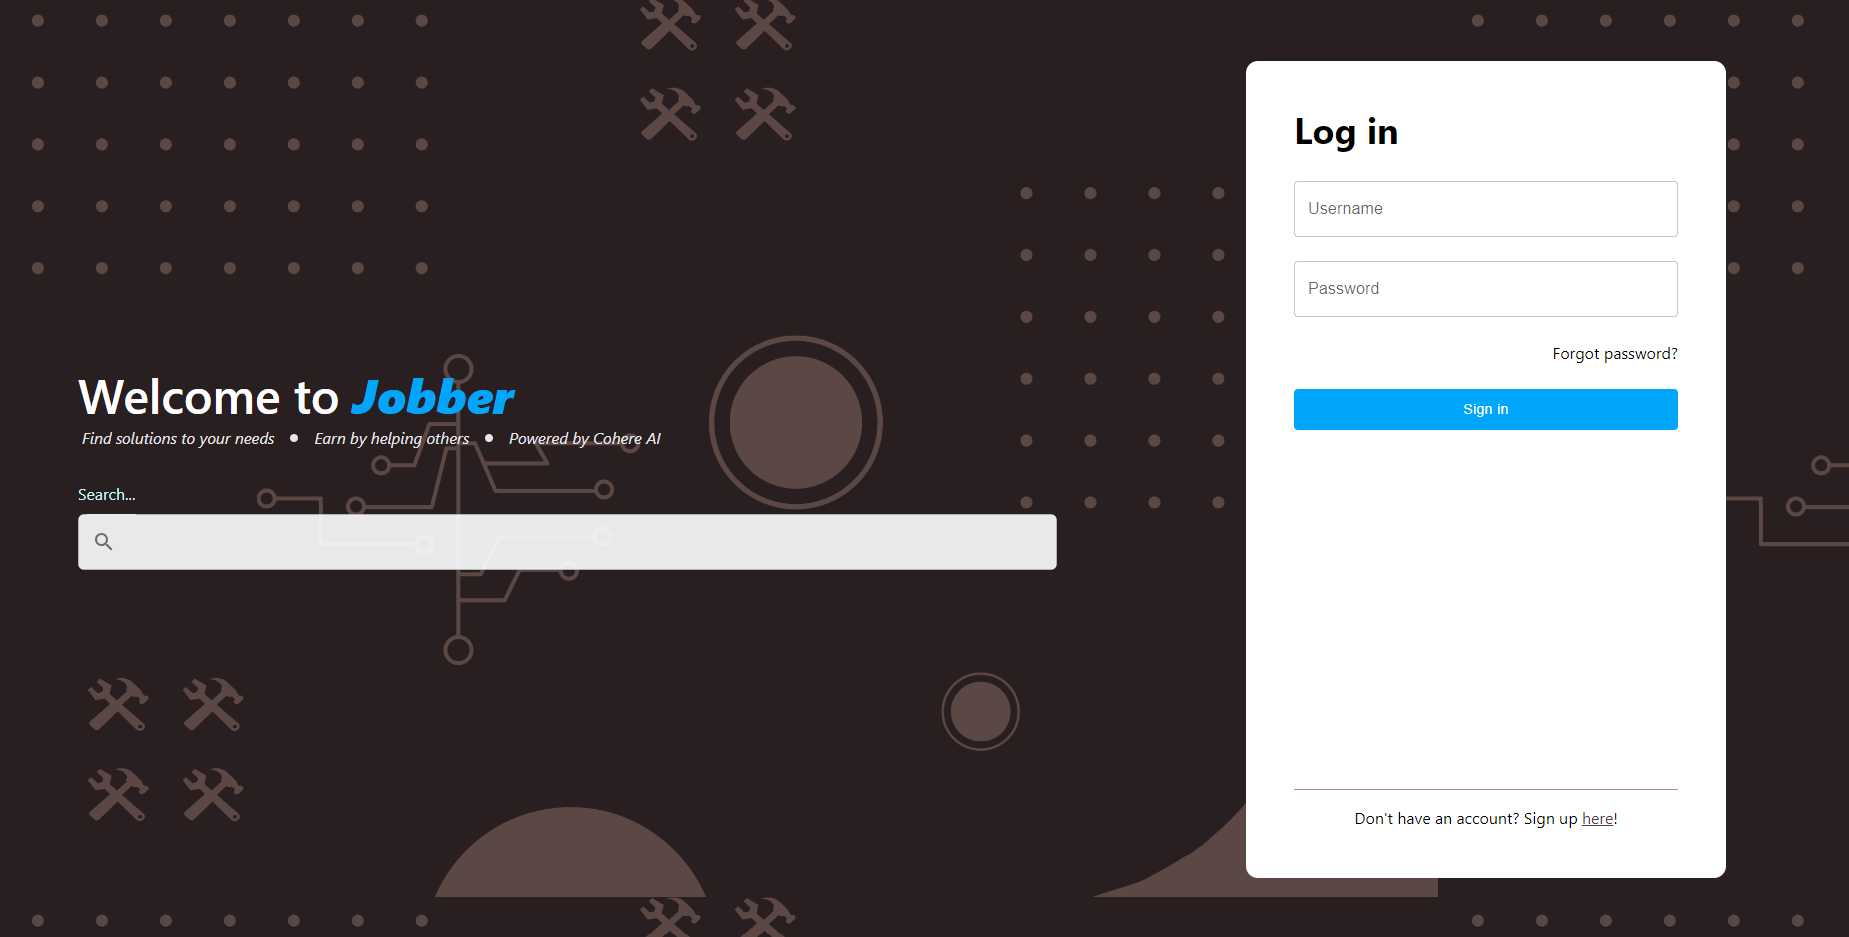 Welcome to Jobber
Find solutions to your needs • Earn by helping others • Powered by Cohere AI
Search...
Log in
Username
Password
Forgot password?
Sign in
Don't have an account? Sign up here!